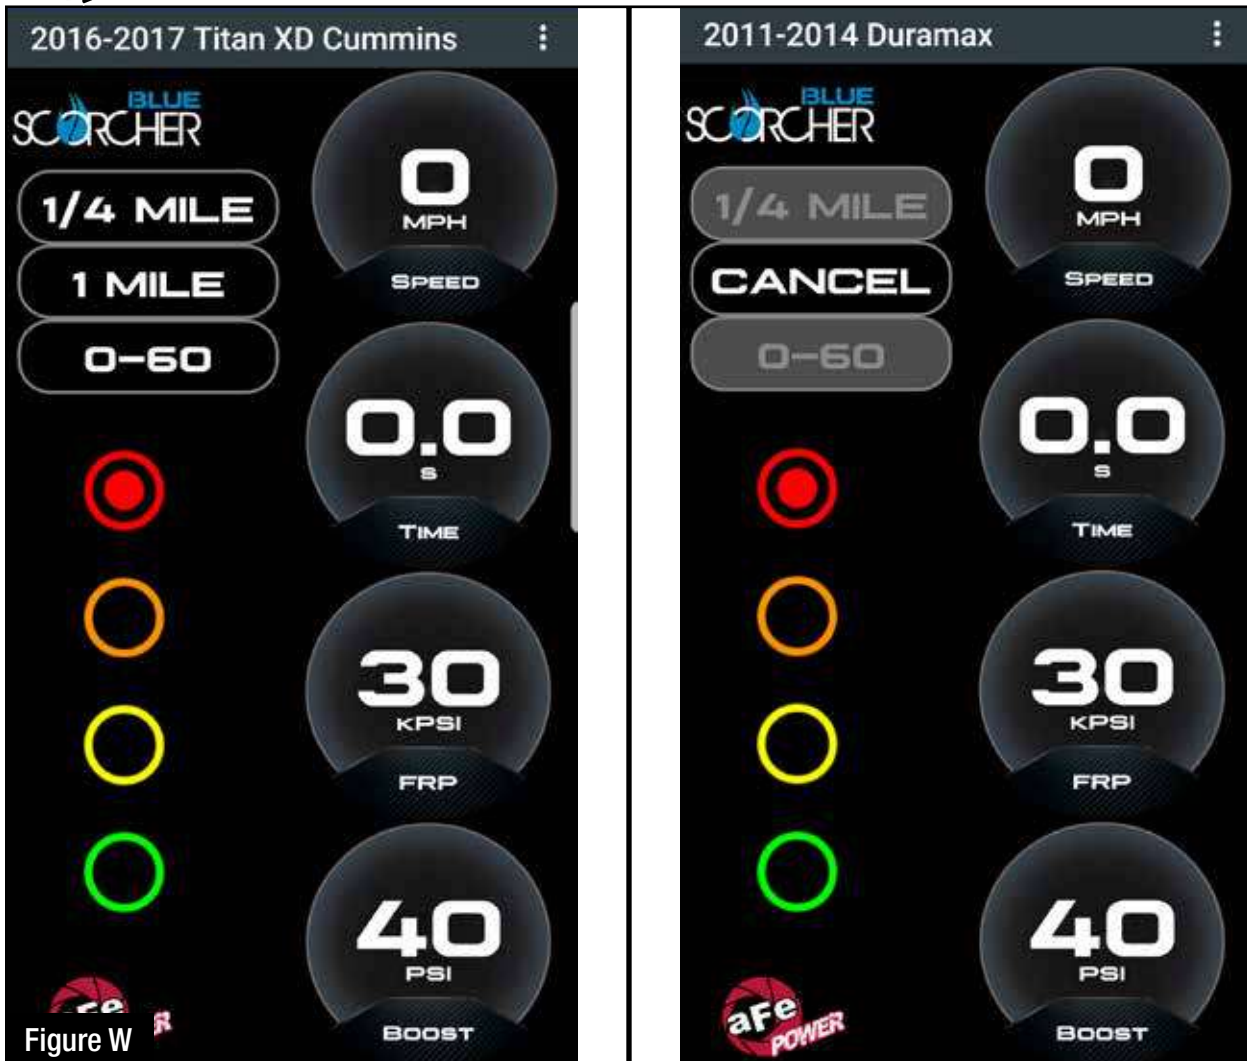 2016-2017 Titan XD Cummins
BLUE
SCORCHER
1/4 MILE
1 MILE
0-60
0
MPH
SPEED
0.0
S
TIME
30
KPSI
FRP
40
PSI
BOOST
aFe
R
Figure W
2011-2014 Duramax
BLUE
SCORCHER
1/4 MILE
CANCEL
0-60
0
MPH
SPEED
0.0
S
TIME
30
KPSI
FRP
40
PSI
BOOST
aFe
POWER